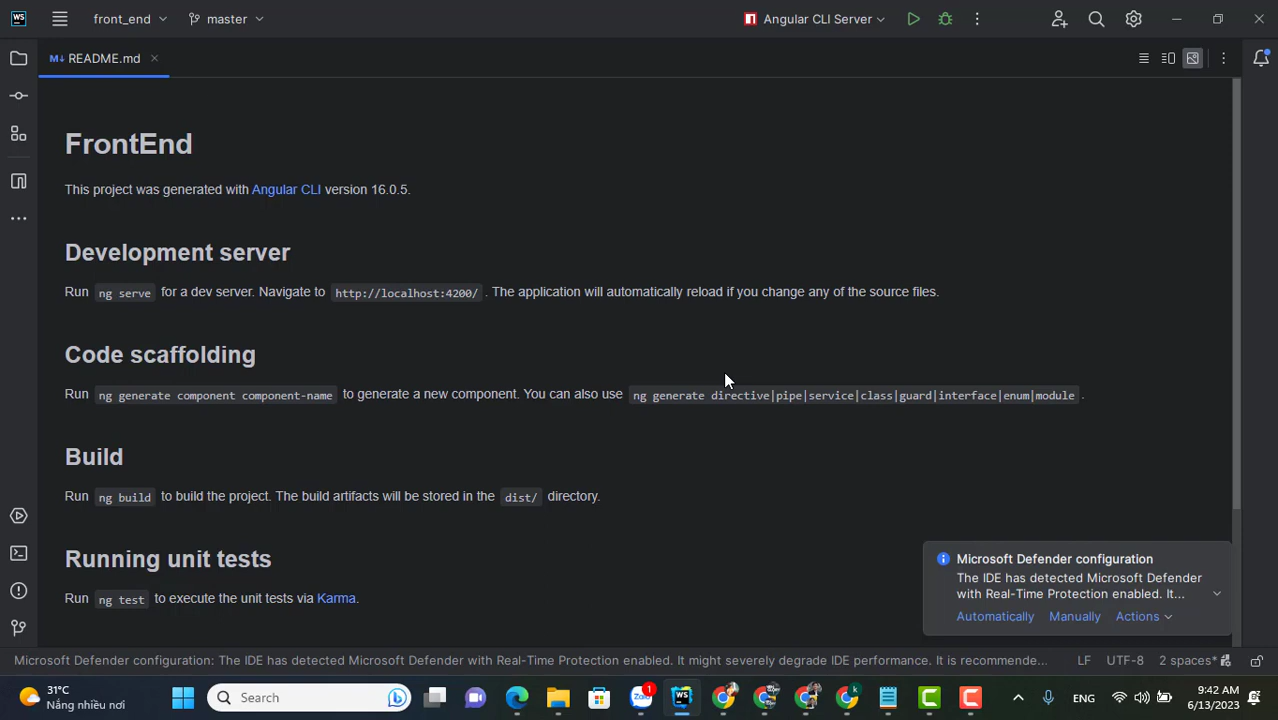 WS front_end master Angular CLI Server
M↓ README.md
FrontEnd
This project was generated with Angular CLI version 16.0.5.
Development server
Run ng serve for a dev server. Navigate to http://localhost:4200/ . The application will automatically reload if you change any of the source files.
Code scaffolding
Run ng generate component component-name to generate a new component. You can also use ng generate directive|pipe|service|class|guard|interface|enum|module .
Build
Run ng build to build the project. The build artifacts will be stored in the dist/ directory.
Running unit tests
Run ng test to execute the unit tests via Karma.
Microsoft Defender configuration
The IDE has detected Microsoft Defender
with Real-Time Protection enabled. It...
Automatically Manually Actions
Microsoft Defender configuration: The IDE has detected Microsoft Defender with Real-Time Protection enabled. It might severely degrade IDE performance. It is recommende... LF UTF-8 2 spaces*
31°C
Nắng nhiều nơi
Search
Zalo 1
WS
k
ENG
9:42 AM
6/13/2023